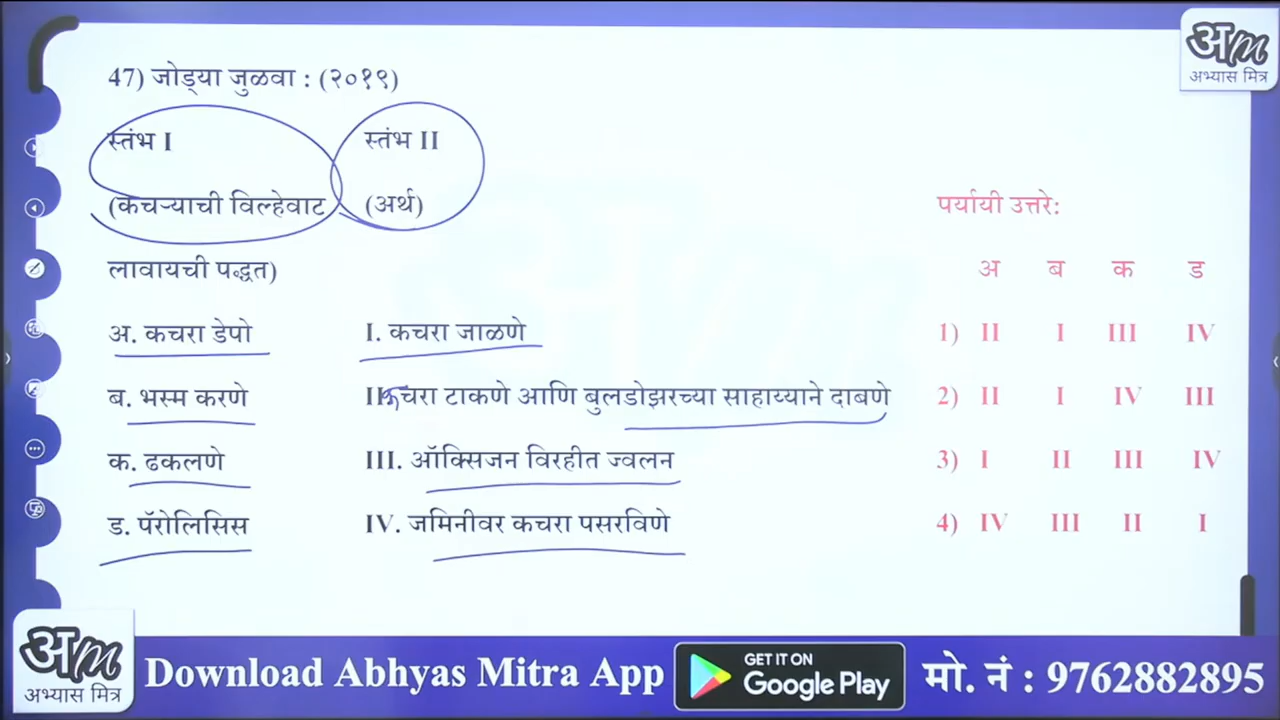 47) जोड्या जुळवा : (२०१९)
स्तंभ I स्तंभ II
(कचऱ्याची विल्हेवाट (अर्थ)
लावायची पद्धत)
अ. कचरा डेपो I. कचरा जाळणे
ब. भस्म करणे II. कचरा टाकणे आणि बुलडोझरच्या साहाय्याने दाबणे
क. ढकलणे III. ऑक्सिजन विरहीत ज्वलन
ड. पॅरोलिसिस IV. जमिनीवर कचरा पसरविणे
पर्यायी उत्तरे:
अ ब क ड
1) II I III IV
2) II I IV III
3) I II III IV
4) IV III II I
अm
अभ्यास मित्र
अm
अभ्यास मित्र
Download Abhyas Mitra App
GET IT ON
Google Play
मो. नं : 9762882895